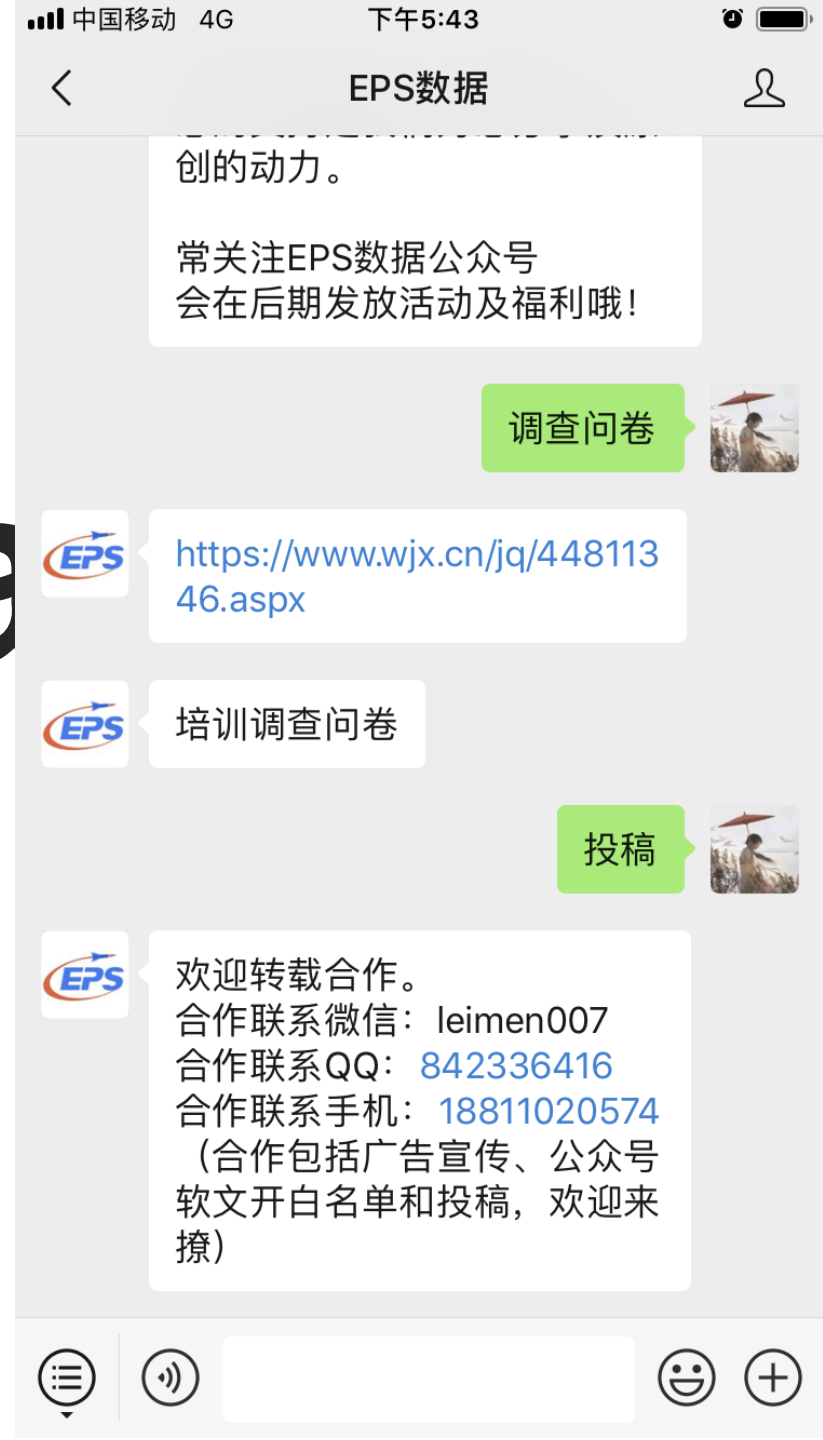 中国移动 4G 下午5:43
EPS数据
创的动力。
常关注EPS数据公众号
会在后期发放活动及福利哦！
调查问卷
EPS
https://www.wjx.cn/jq/448113
46.aspx
EPS
培训调查问卷
投稿
EPS
欢迎转载合作。
合作联系微信：leimen007
合作联系QQ：842336416
合作联系手机：18811020574
（合作包括广告宣传、公众号
软文开白名单和投稿，欢迎来
撩）